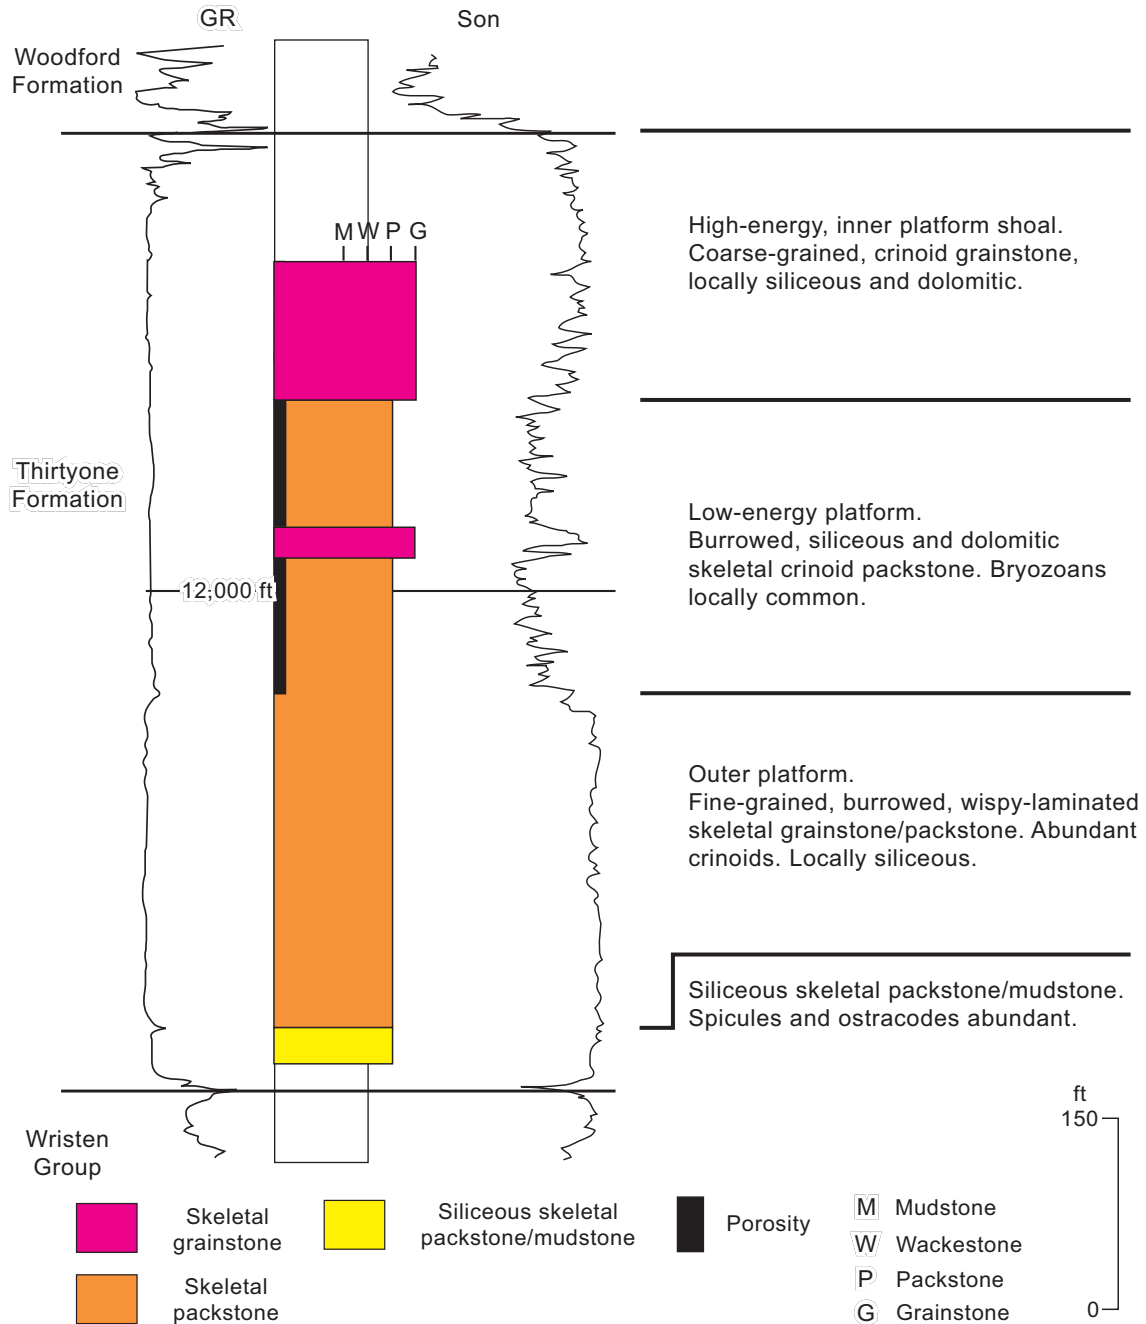 GR
Son
Woodford
Formation
M W P G
High-energy, inner platform shoal.
Coarse-grained, crinoid grainstone,
locally siliceous and dolomitic.
Thirtyone
Formation
Low-energy platform.
Burrowed, siliceous and dolomitic
skeletal crinoid packstone. Bryozoans
locally common.
12,000 ft
Outer platform.
Fine-grained, burrowed, wispy-laminated
skeletal grainstone/packstone. Abundant
crinoids. Locally siliceous.
Siliceous skeletal packstone/mudstone.
Spicules and ostracodes abundant.
Wristen
Group
ft
150
0
Skeletal
grainstone
Skeletal
packstone
Siliceous skeletal
packstone/mudstone
Porosity
M Mudstone
W Wackestone
P Packstone
G Grainstone